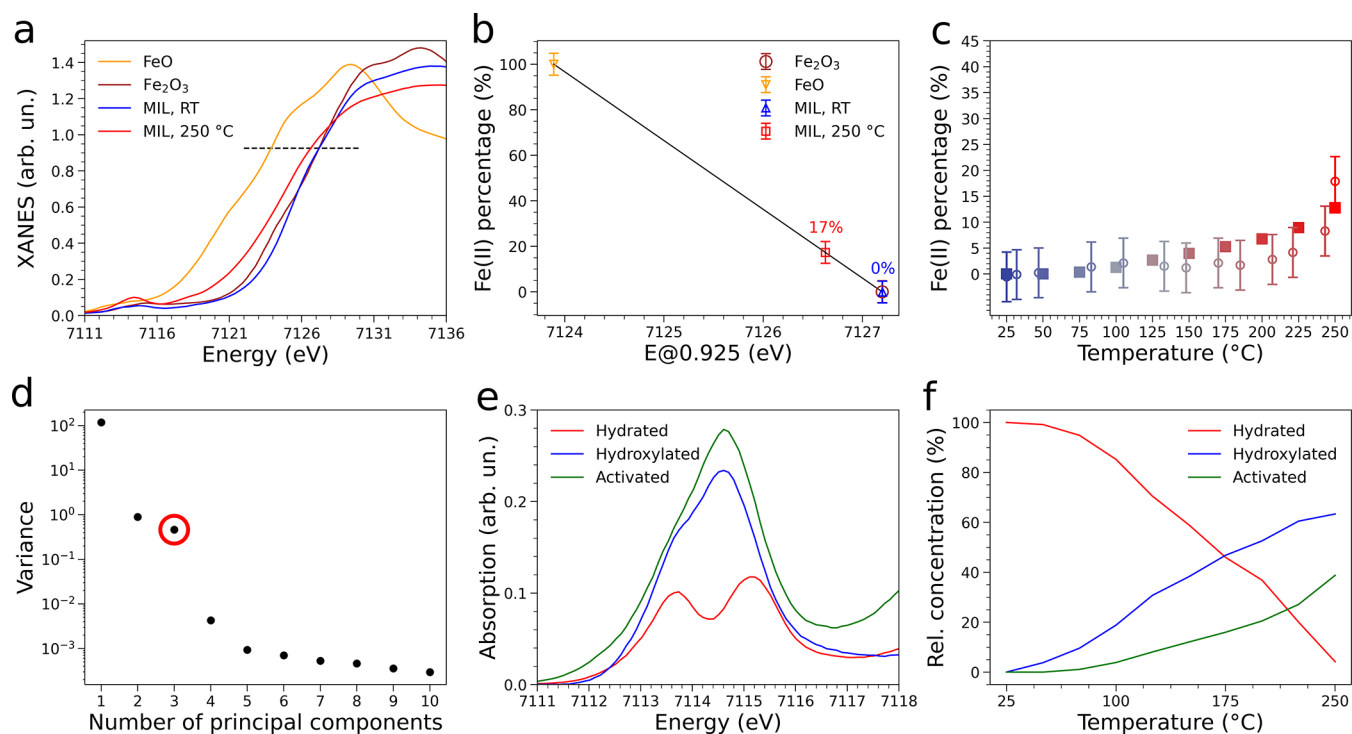 a
XANES (arb. un.)
1.4
1.2
1.0
0.8
0.6
0.4
0.2
0.0
FeO
Fe₂O₃
MIL, RT
MIL, 250 °C
7111 7116 7121 7126 7131 7136
Energy (eV)
b
Fe(II) percentage (%)
100
80
60
40
20
0
Fe₂O₃
FeO
MIL, RT
MIL, 250 °C
17%
0%
7124 7125 7126 7127
E@0.925 (eV)
c
Fe(II) percentage (%)
45
40
35
30
25
20
15
10
5
0
25 50 75 100 125 150 175 200 225 250
Temperature (°C)
d
Variance
10²
10¹
10⁰
10⁻¹
10⁻²
10⁻³
1 2 3 4 5 6 7 8 9 10
Number of principal components
e
Absorption (arb. un.)
0.3
0.2
0.1
0.0
Hydrated
Hydroxylated
Activated
7111 7112 7113 7114 7115 7116 7117 7118
Energy (eV)
f
Rel. concentration (%)
100
80
60
40
20
0
Hydrated
Hydroxylated
Activated
25 100 175 250
Temperature (°C)